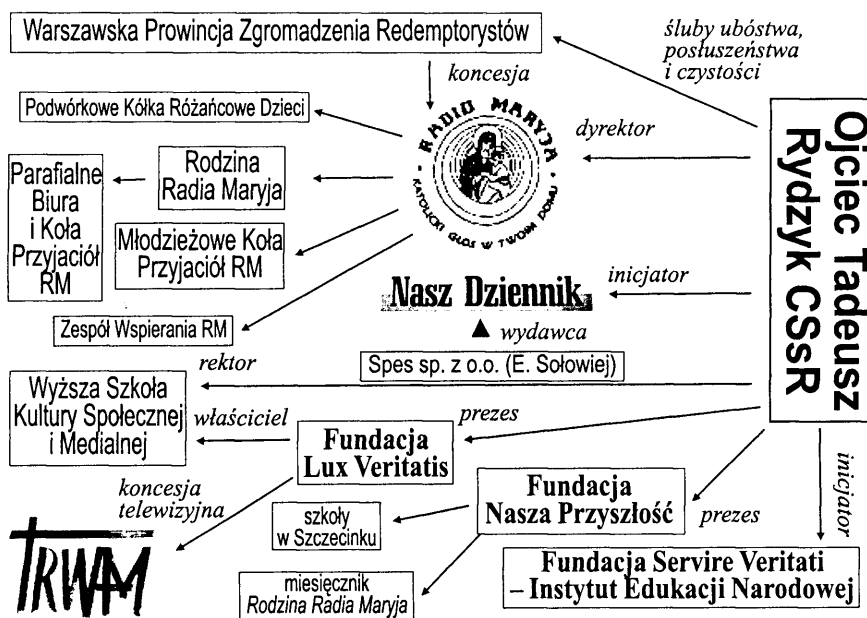 Warszawska Prowincja Zgromadzenia Redemptorystów
śluby ubóstwa,
posłuszeństwa
i czystości
koncesja
Podwórkowe Kółka Różańcowe Dzieci
RADIO MARYJA
KATOLICKI GŁOS W TWOIM DOMU
dyrektor
Ojciec Tadeusz
Rydzyk CSsR
Parafialne
Biura
i Koła
Przyjaciół
RM
Rodzina
Radia Maryja
Młodzieżowe Koła
Przyjaciół RM
Nasz Dziennik
inicjator
Zespół Wspierania RM
wydawca
Spes sp. z o.o. (E. Sołowiej)
rektor
Wyższa Szkoła
Kultury Społecznej
i Medialnej
właściciel
prezes
Fundacja
Lux Veritatis
inicjator
koncesja
telewizyjna
Fundacja
Nasza Przyszłość
prezes
szkoły
w Szczecinku
TRWAM
miesięcznik
Rodzina Radia Maryja
Fundacja Servire Veritati
– Instytut Edukacji Narodowej